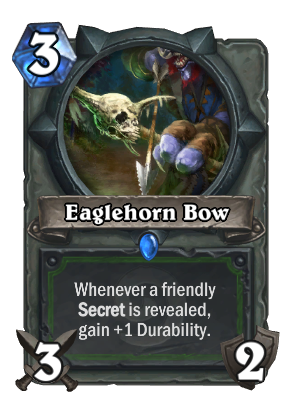 3
Eaglehorn Bow
Whenever a friendly
Secret is revealed,
gain +1 Durability.
3
2